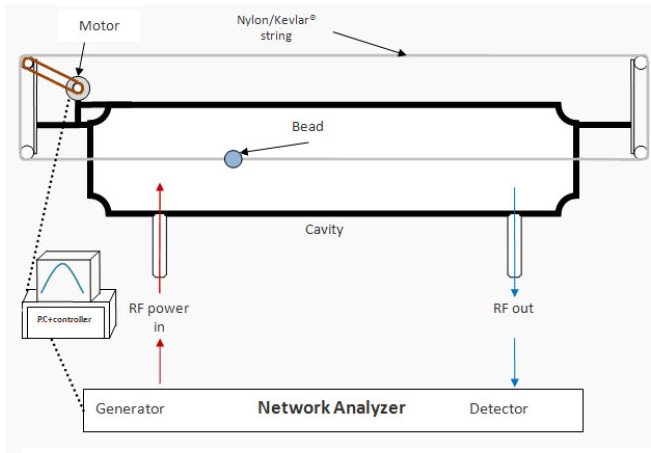 Nylon/Kevlar®
string
Motor
Bead
Cavity
PC+controller
RF power
in
RF out
Generator
Network Analyzer
Detector